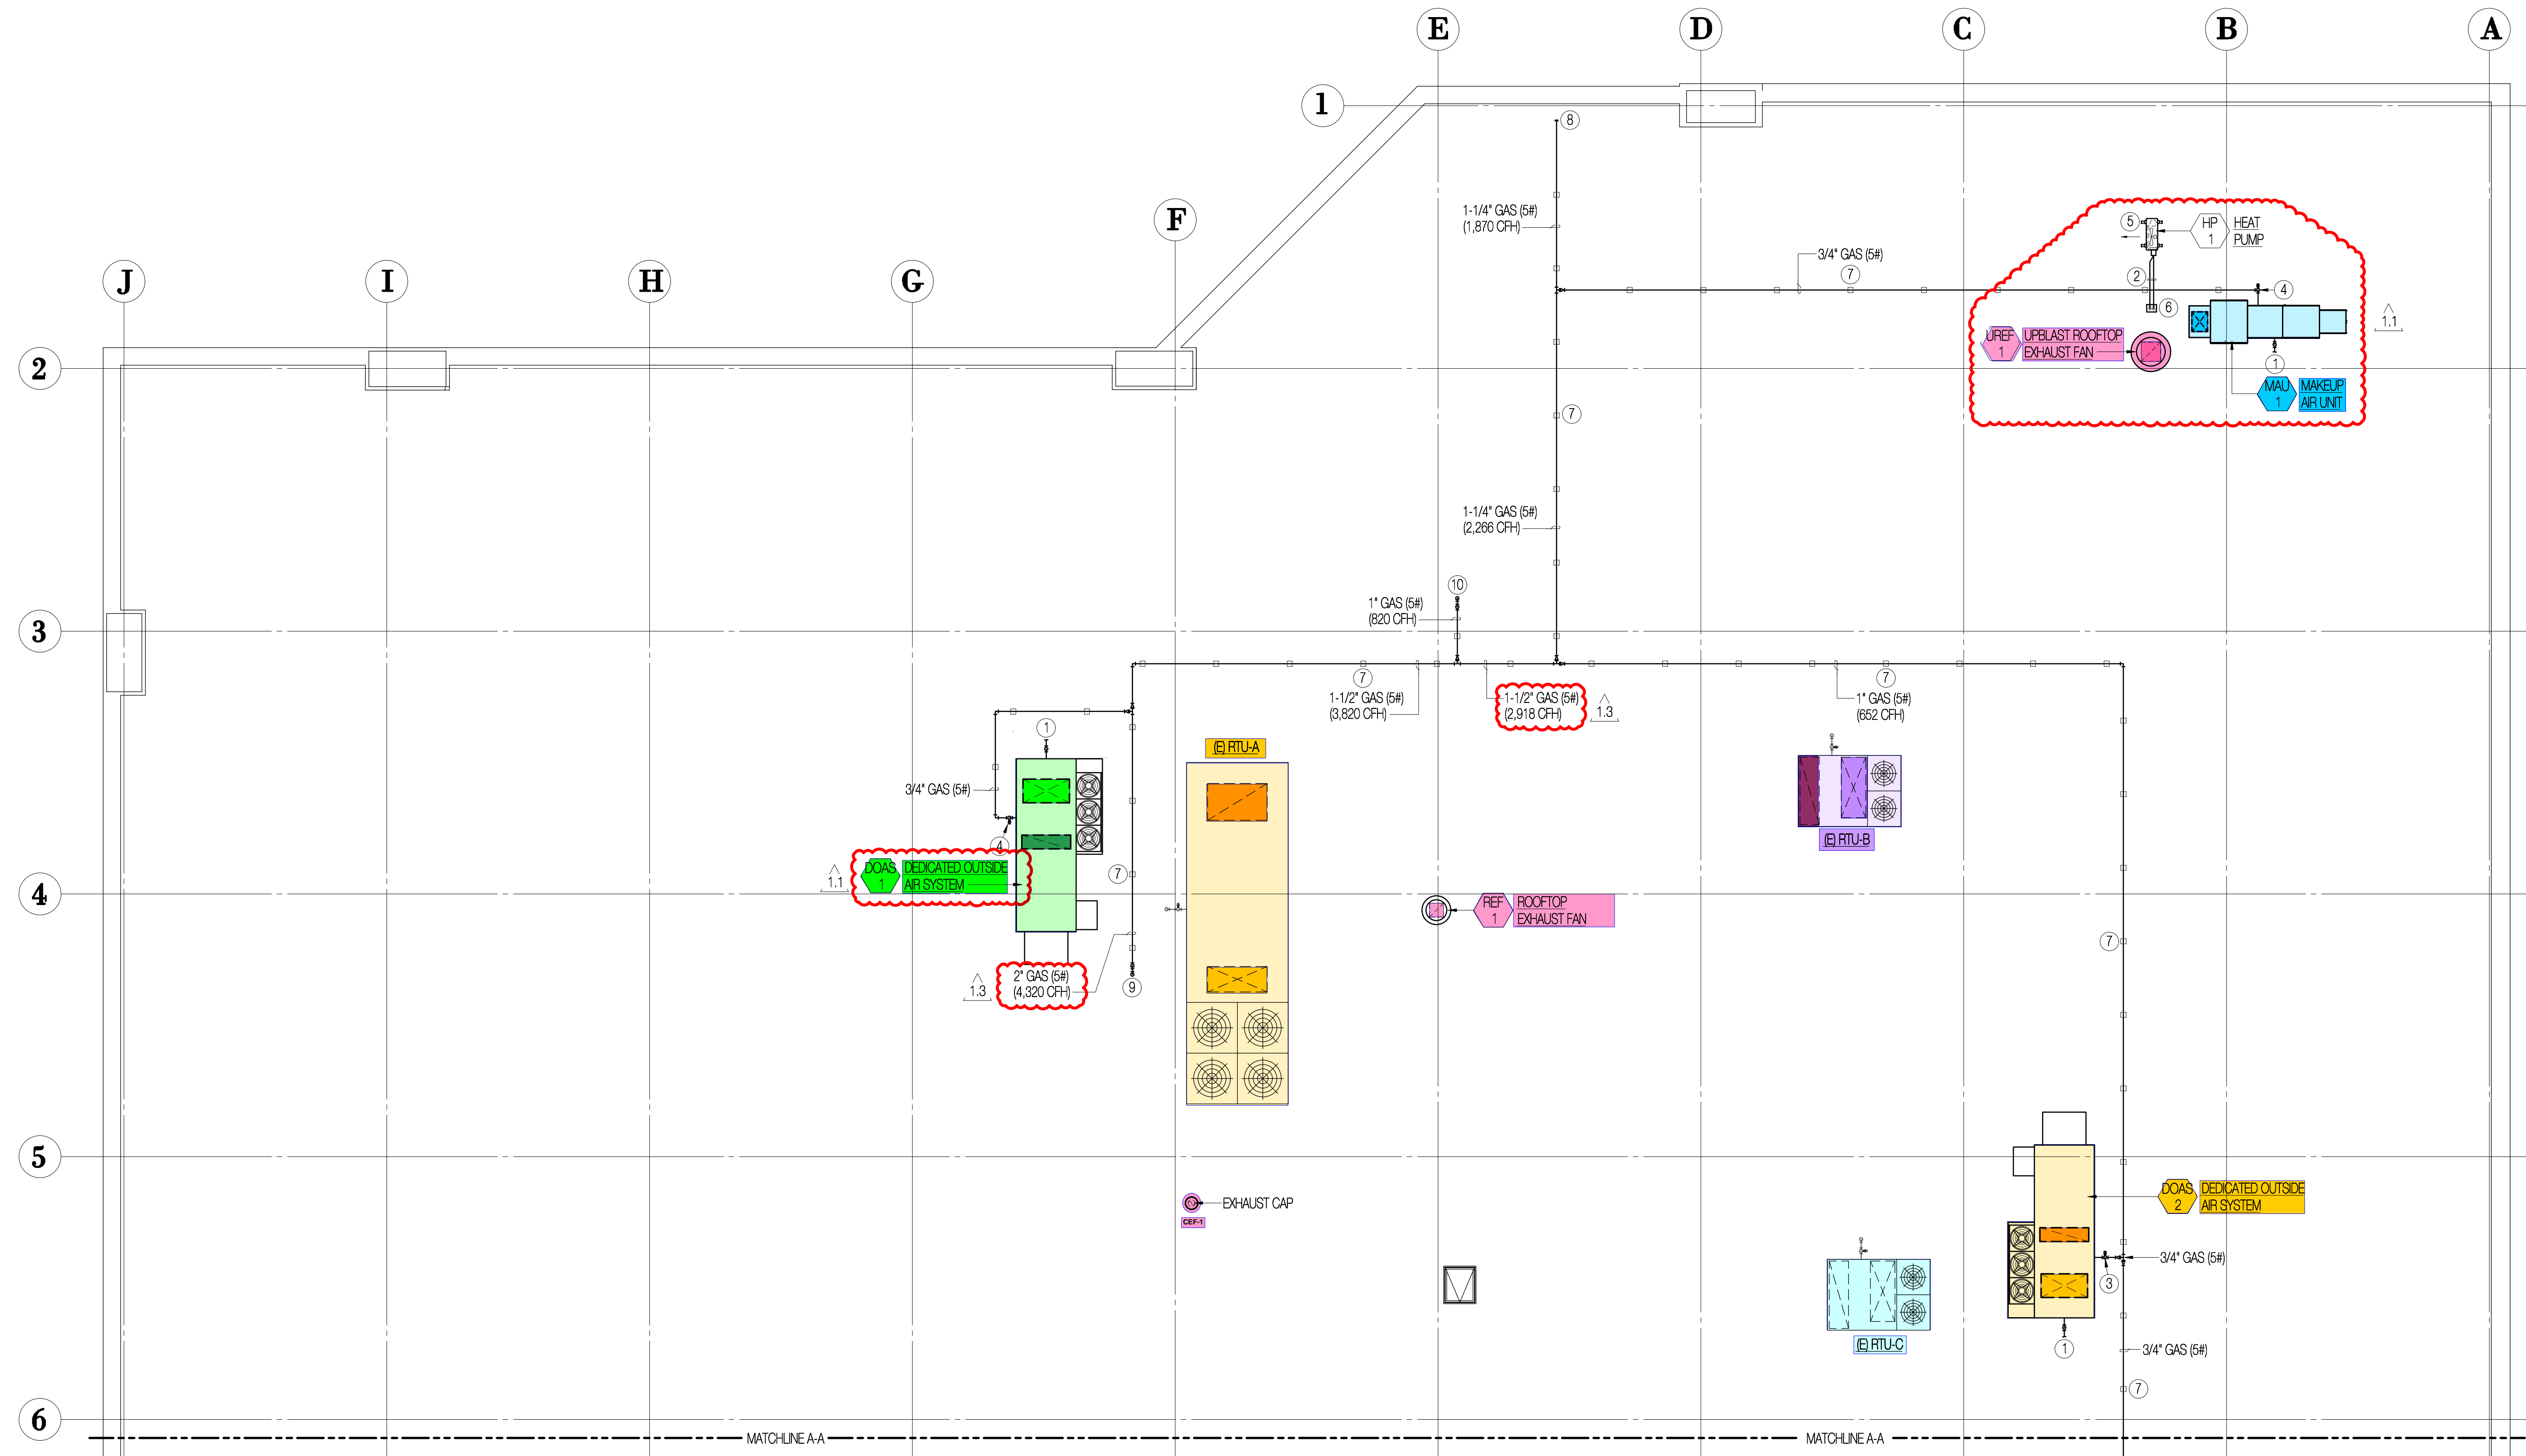 E
D
C
B
A
1
8
F
1-1/4" GAS (5#)
(1,870 CFH)
5
HP
1
HEAT
PUMP
J
I
H
G
3/4" GAS (5#)
7
2
4
6
1.1
UREF
1
UPBLAST ROOFTOP
EXHAUST FAN
2
1
MAU
1
MAKEUP
AIR UNIT
7
1-1/4" GAS (5#)
(2,266 CFH)
10
1" GAS (5#)
(820 CFH)
3
7
1-1/2" GAS (5#)
(3,820 CFH)
1-1/2" GAS (5#)
(2,918 CFH)
1.3
7
1" GAS (5#)
(652 CFH)
1
(E) RTU-A
3/4" GAS (5#)
4
(E) RTU-B
1.1
DOAS
1
DEDICATED OUTSIDE
AIR SYSTEM
7
4
REF
1
ROOFTOP
EXHAUST FAN
7
1.3
2" GAS (5#)
(4,320 CFH)
9
5
EXHAUST CAP
CEF-1
DOAS
2
DEDICATED OUTSIDE
AIR SYSTEM
3/4" GAS (5#)
3
(E) RTU-C
1
3/4" GAS (5#)
7
6
MATCHLINE A-A
MATCHLINE A-A